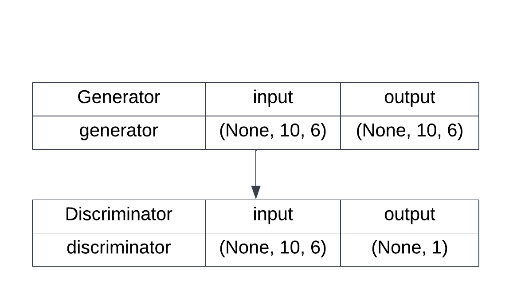 Generator input output
generator (None, 10, 6) (None, 10, 6)
Discriminator input output
discriminator (None, 10, 6) (None, 1)